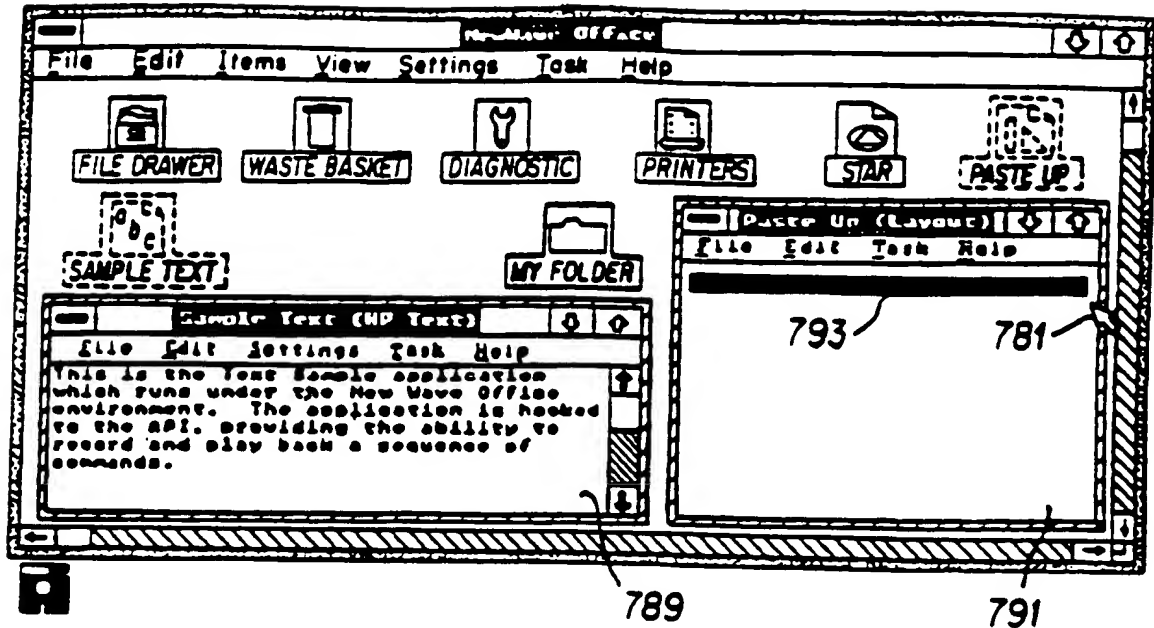 NewWave Office
File Edit Items View Settings Task Help
FILE DRAWER WASTE BASKET DIAGNOSTIC PRINTERS STAR PASTE UP
a b c
SAMPLE TEXT MY FOLDER
Paste Up (Layout)
File Edit Task Help
793 781
Sample Text (HP Text)
File Edit Settings Task Help
This is the Text Sample application
which runs under the New Wave Office
environment. The application is hooked
to the API, providing the ability to
record and play back a sequence of
commands.
789 791